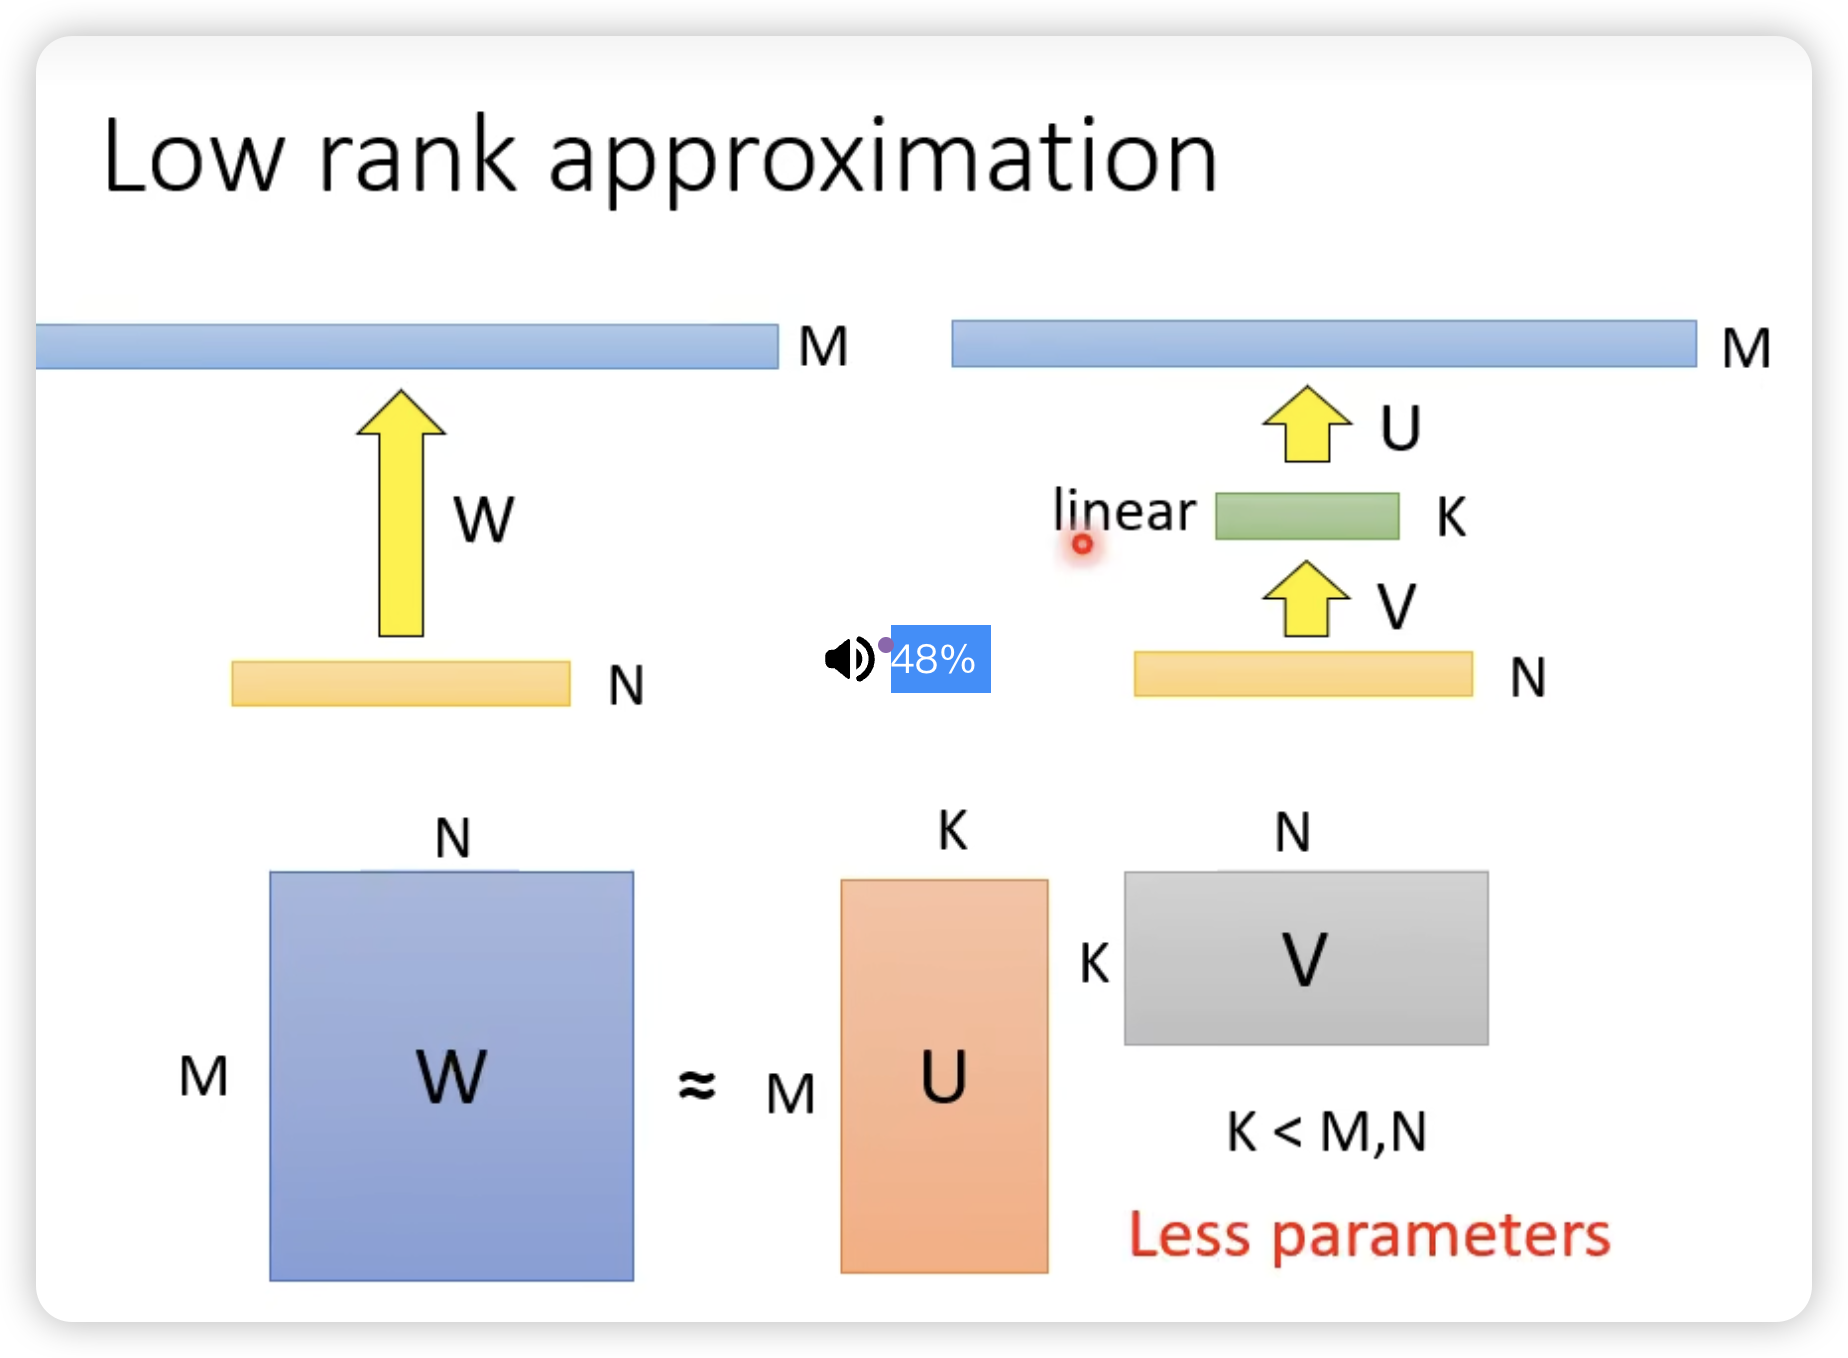 Low rank approximation
M
M
U
W
linear
K
V
48%
N
N
N
K
N
W
M
≈
M
U
K
V
K < M,N
Less parameters